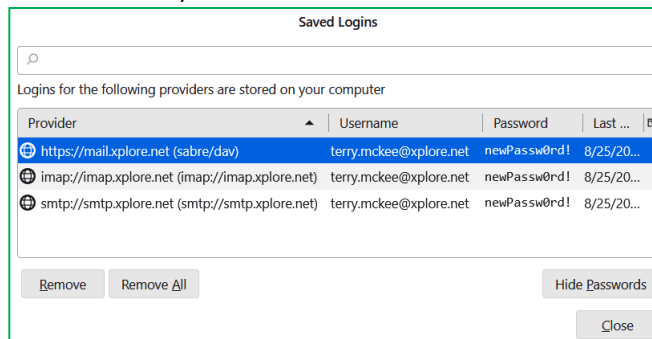 Saved Logins
Logins for the following providers are stored on your computer
Provider Username Password Last ...
https://mail.xplore.net (sabre/dav) terry.mckee@xplore.net newPassw0rd! 8/25/20...
imap://imap.xplore.net (imap://imap.xplore.net) terry.mckee@xplore.net newPassw0rd! 8/25/20...
smtp://smtp.xplore.net (smtp://smtp.xplore.net) terry.mckee@xplore.net newPassw0rd! 8/25/20...
Remove Remove All Hide Passwords
Close